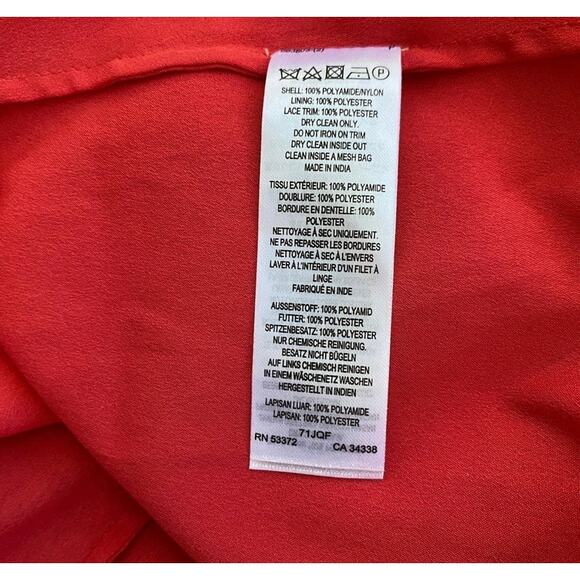 SHELL: 100% POLYAMIDE/NYLON
LINING: 100% POLYESTER
LACE TRIM: 100% POLYESTER
DRY CLEAN ONLY.
DO NOT IRON ON TRIM
DRY CLEAN INSIDE OUT
CLEAN INSIDE A MESH BAG
MADE IN INDIA
TISSU EXTÉRIEUR: 100% POLYAMIDE
DOUBLURE: 100% POLYESTER
BORDURE EN DENTELLE: 100%
POLYESTER
NETTOYAGE À SEC UNIQUEMENT.
NE PAS REPASSER LES BORDURES
NETTOYAGE À SEC À L'ENVERS
LAVER À L'INTÉRIEUR D'UN FILET À
LINGE
FABRIQUÉ EN INDE
AUSSENSTOFF: 100% POLYAMID
FUTTER: 100% POLYESTER
SPITZENBESATZ: 100% POLYESTER
NUR CHEMISCHE REINIGUNG.
BESATZ NICHT BÜGELN
AUF LINKS CHEMISCH REINIGEN
IN EINEM WÄSCHENETZ WASCHEN
HERGESTELLT IN INDIEN
LAPISAN LUAR: 100% POLYAMIDE
LAPISAN: 100% POLYESTER
71JQF
RN 53372 CA 34338